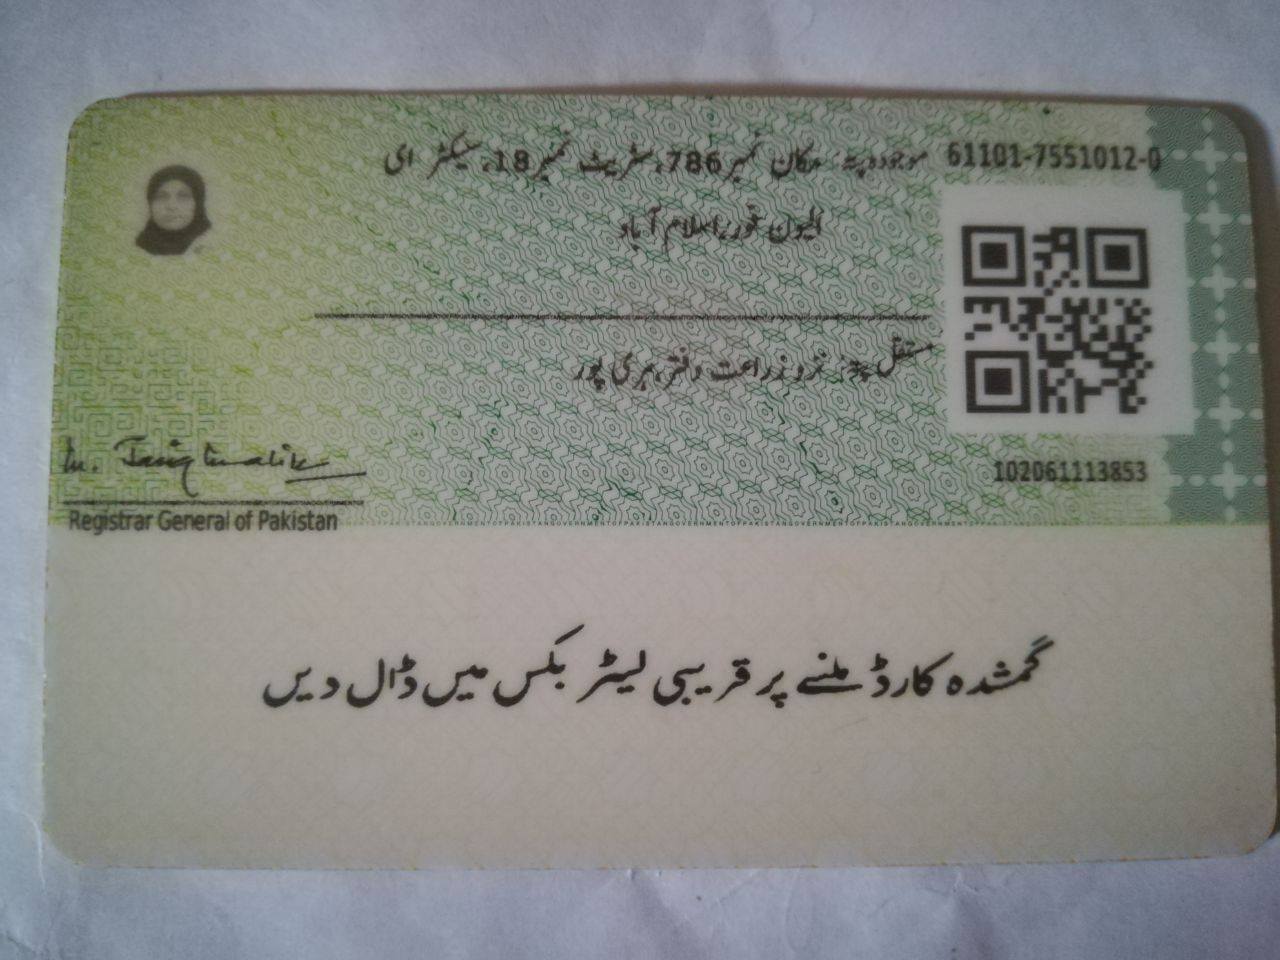 61101-7551012-0
موجودہ پتہ: مکان نمبر 786، سٹریٹ نمبر 18، سیکٹر ای
الیون فور، اسلام آباد
مستقل پتہ: نزد زراعت دفتر، ہری پور
102061113853
Registrar General of Pakistan
گمشدہ کارڈ ملنے پر قریبی لیٹر بکس میں ڈال دیں